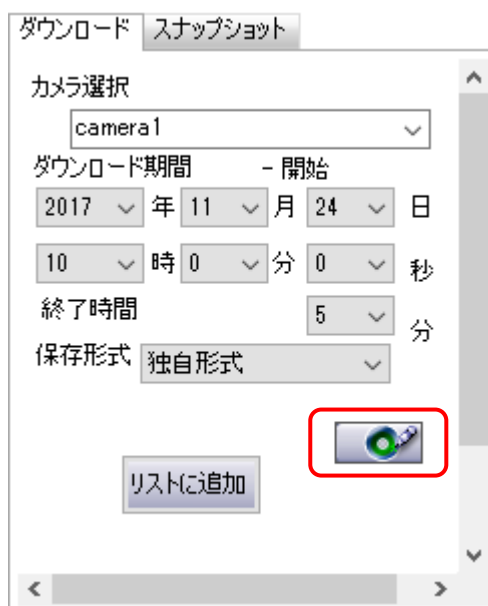 ダウンロード スナップショット
カメラ選択
camera1
ダウンロード期間 - 開始
2017 年 11 月 24 日
10 時 0 分 0 秒
終了時間 5 分
保存形式 独自形式
リストに追加